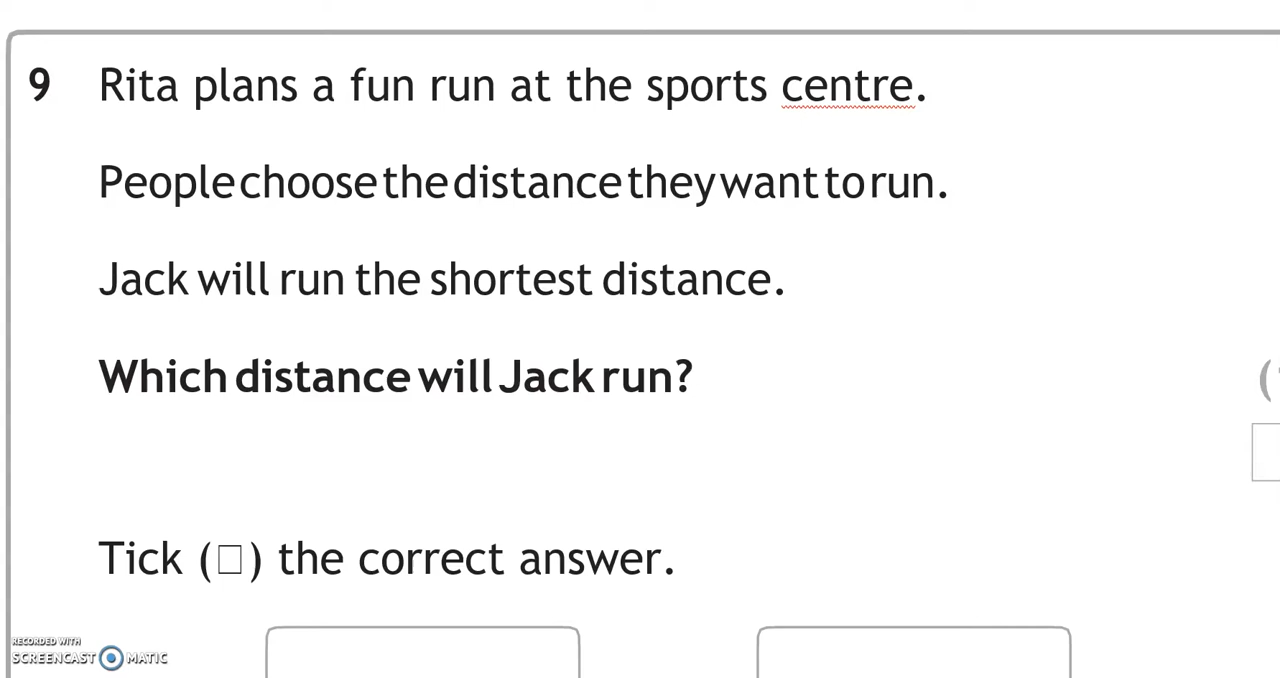 9 Rita plans a fun run at the sports centre.
People choose the distance they want to run.
Jack will run the shortest distance.
Which distance will Jack run?
(
Tick (□) the correct answer.
RECORDED WITH
SCREENCAST MATIC